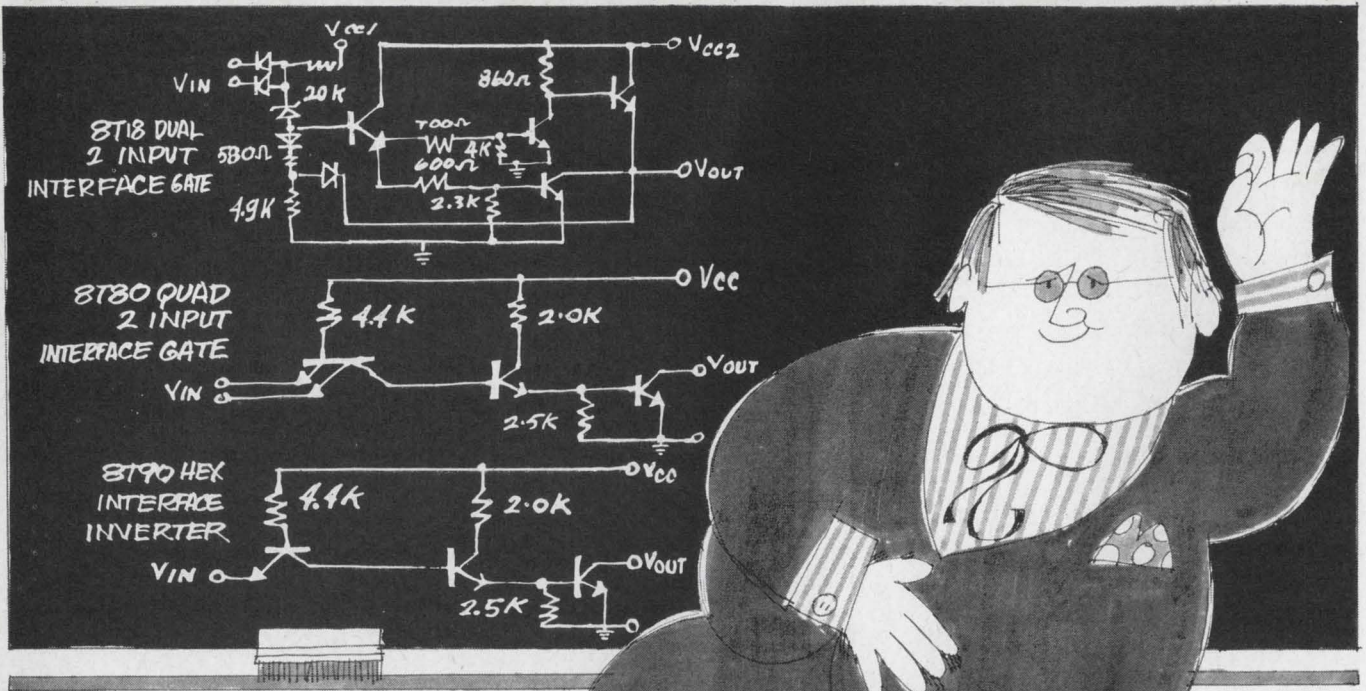 VCC1
VCC2
VIN
20K
860Ω
8T18 DUAL
2 INPUT
INTERFACE GATE
580Ω
700Ω
4K
600Ω
VOUT
4.9K
2.3K
8T80 QUAD
2 INPUT
INTERFACE GATE
VCC
4.4K
2.0K
VIN
VOUT
2.5K
8T90 HEX
INTERFACE
INVERTER
VCC
4.4K
2.0K
VIN
VOUT
2.5K